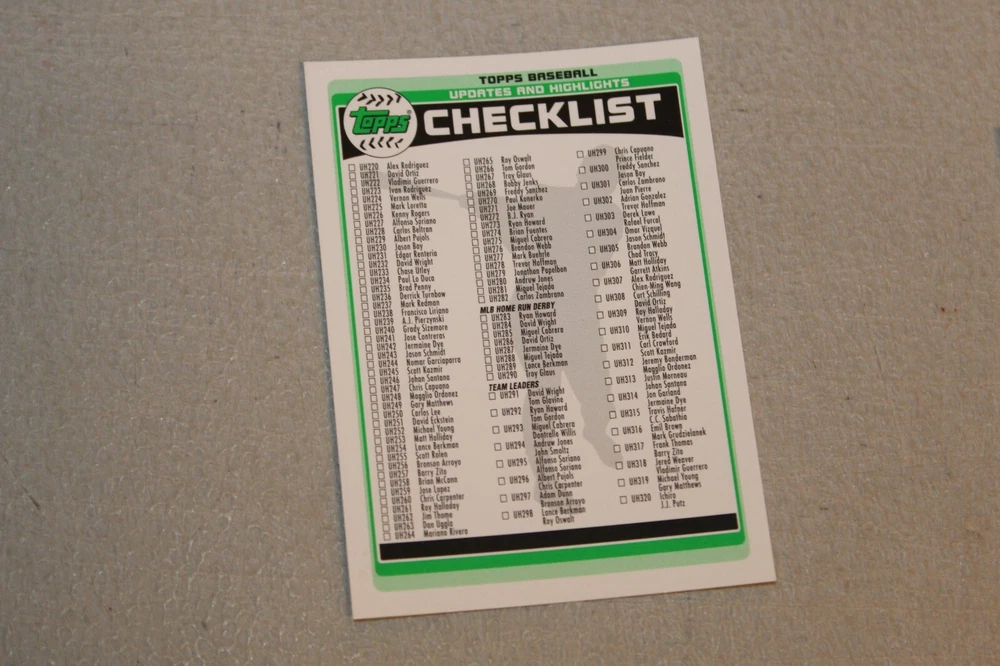 TOPPS BASEBALL
UPDATES AND HIGHLIGHTS
Topps
CHECKLIST
UH220 Alex Rodriguez
UH221 David Ortiz
UH222 Vladimir Guerrero
UH223 Ivan Rodriguez
UH224 Vernon Wells
UH225 Mark Loretta
UH226 Kenny Rogers
UH227 Alfonso Soriano
UH228 Carlos Beltran
UH229 Albert Pujols
UH230 Jason Bay
UH231 Edgar Renteria
UH232 David Wright
UH233 Chase Utley
UH234 Paul Lo Duca
UH235 Brad Penny
UH236 Derrick Turnbow
UH237 Mark Redman
UH238 Francisco Liriano
UH239 A.J. Pierzynski
UH240 Grady Sizemore
UH241 Jose Contreras
UH242 Jermaine Dye
UH243 Jason Schmidt
UH244 Nomar Garciaparra
UH245 Scott Kazmir
UH246 Johan Santana
UH247 Chris Capuano
UH248 Magglio Ordonez
UH249 Gary Matthews
UH250 Carlos Lee
UH251 David Eckstein
UH252 Michael Young
UH253 Matt Holliday
UH254 Lance Berkman
UH255 Scott Rolen
UH256 Bronson Arroyo
UH257 Barry Zito
UH258 Brian McCann
UH259 Jose Lopez
UH260 Chris Carpenter
UH261 Roy Halladay
UH262 Jim Thome
UH263 Dan Uggla
UH264 Mariano Rivera
UH265 Roy Oswalt
UH266 Tom Gordon
UH267 Troy Glaus
UH268 Bobby Jenks
UH269 Freddy Sanchez
UH270 Paul Konerko
UH271 Joe Mauer
UH272 B.J. Ryan
UH273 Ryan Howard
UH274 Brian Fuentes
UH275 Miguel Cabrera
UH276 Brandon Webb
UH277 Mark Buehrle
UH278 Trevor Hoffman
UH279 Jonathan Papelbon
UH280 Andruw Jones
UH281 Miguel Tejada
UH282 Carlos Zambrano
MLB HOME RUN DERBY
UH283 Ryan Howard
UH284 David Wright
UH285 Miguel Cabrera
UH286 David Ortiz
UH287 Jermaine Dye
UH288 Miguel Tejada
UH289 Lance Berkman
UH290 Troy Glaus
TEAM LEADERS
UH291 David Wright
Tom Glavine
UH292 Ryan Howard
Tom Gordon
UH293 Miguel Cabrera
Dontrelle Willis
UH294 Andruw Jones
John Smoltz
UH295 Alfonso Soriano
Alfonso Soriano
UH296 Albert Pujols
Chris Carpenter
UH297 Adam Dunn
Bronson Arroyo
UH298 Lance Berkman
Roy Oswalt
UH299 Chris Capuano
Prince Fielder
UH300 Freddy Sanchez
Jason Bay
UH301 Carlos Zambrano
Juan Pierre
UH302 Adrian Gonzalez
Trevor Hoffman
UH303 Derek Lowe
Rafael Furcal
UH304 Omar Vizquel
Jason Schmidt
UH305 Brandon Webb
Chad Tracy
UH306 Matt Holliday
Garrett Atkins
UH307 Alex Rodriguez
Chien-Ming Wang
UH308 Curt Schilling
David Ortiz
UH309 Roy Halladay
Vernon Wells
UH310 Miguel Tejada
Erik Bedard
UH311 Carl Crawford
Scott Kazmir
UH312 Jeremy Bonderman
Magglio Ordonez
UH313 Justin Morneau
Johan Santana
UH314 Jon Garland
Jermaine Dye
UH315 Travis Hafner
C.C. Sabathia
UH316 Emil Brown
Mark Grudzielanek
UH317 Frank Thomas
Barry Zito
UH318 Jered Weaver
Vladimir Guerrero
UH319 Michael Young
Gary Matthews
UH320 Ichiro
J.J. Putz